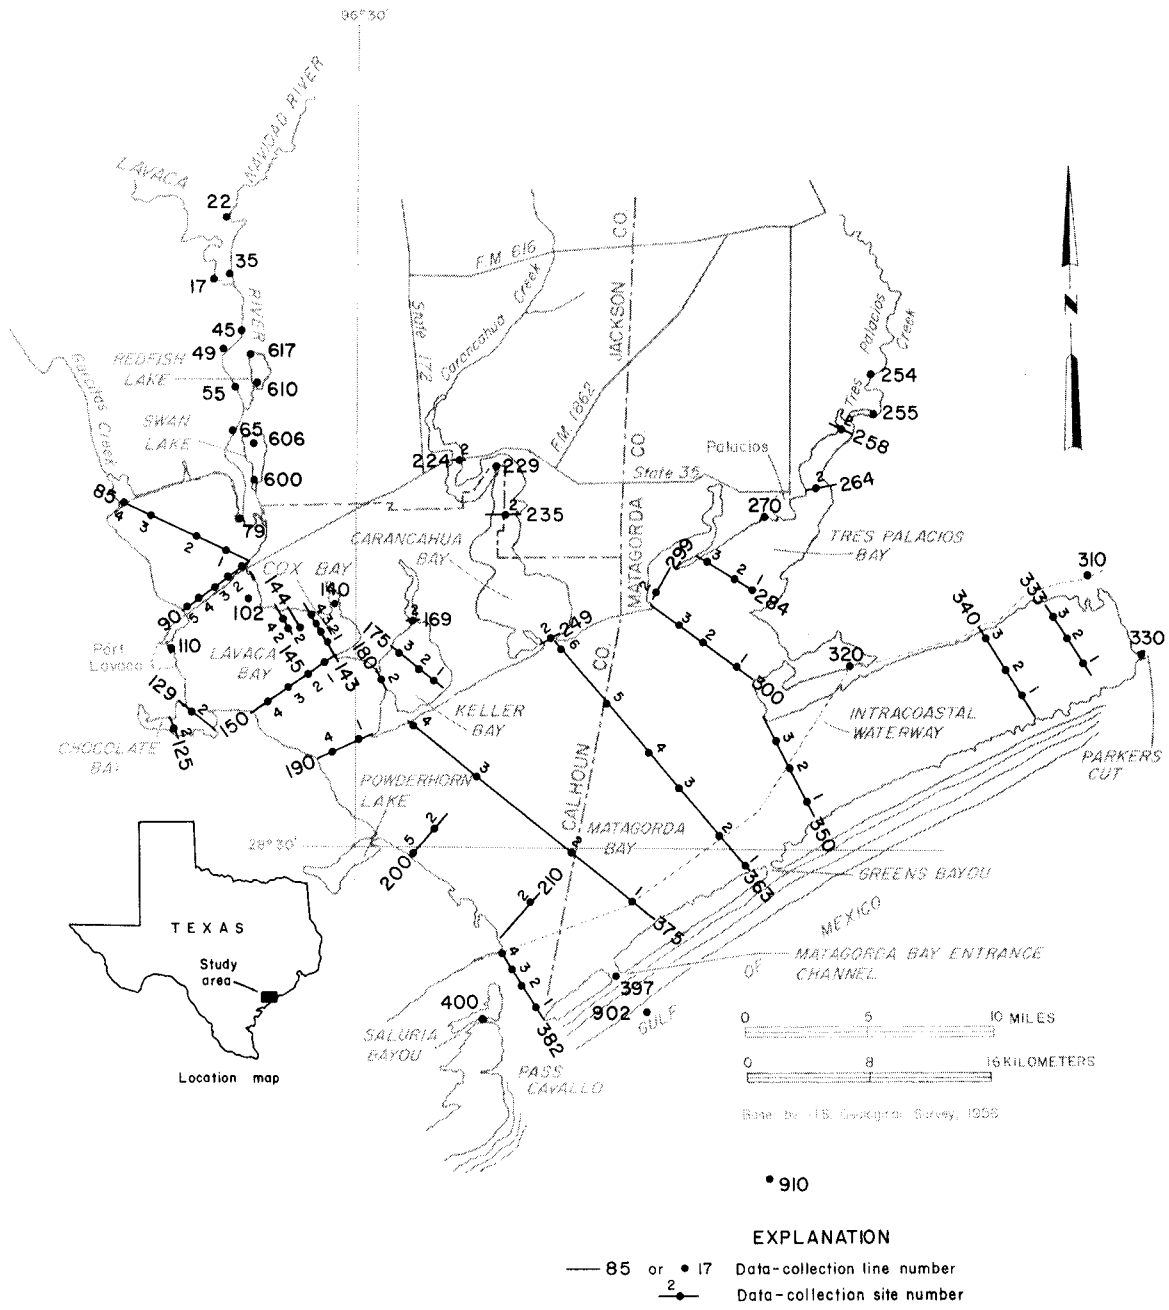 96°30'
NAVIDAD RIVER
LAVACA
22
35
17
RIVER
45
49
617
REDFISH
LAKE
55
610
SWAN
LAKE
65
606
600
Garcitas Creek
85
4
3
2
1
79
F.M. 616
State 172
Carancahua Creek
JACKSON CO.
F.M. 1862
MATAGORDA CO.
State 35
Palacios
Tres Palacios
Creek
254
255
258
2
264
270
224
2
229
2
235
CARANCAHUA
BAY
TRES PALACIOS
BAY
299
2
3
2
1
284
310
333
3
2
1
340
3
2
1
330
90
5
4
3
2
102
COX BAY
144
140
4
3
2
1
4
2
2
145
143
110
Port
Lavaca
LAVACA
BAY
129
2
125
2
CHOCOLATE
BAY
150
4
3
2
1
175
3
2
1
2
169
180
2
KELLER
BAY
190
4
1
249
6
5
4
3
2
1
363
300
320
INTRACOASTAL
WATERWAY
PARKERS
CUT
3
2
1
350
POWDERHORN
LAKE
CALHOUN CO.
MATAGORDA
BAY
28°30'
200
5
2
2
210
4
3
2
1
375
GREENS BAYOU
GULF OF MEXICO
MATAGORDA BAY ENTRANCE
CHANNEL
397
902
4
3
2
1
382
400
SALURIA
BAYOU
PASS
CAVALLO
TEXAS
Study
area
Location map
0 5 10 MILES
0 8 16 KILOMETERS
Base by U.S. Geological Survey, 1956
910
EXPLANATION
85 or • 17 Data-collection line number
2 Data-collection site number